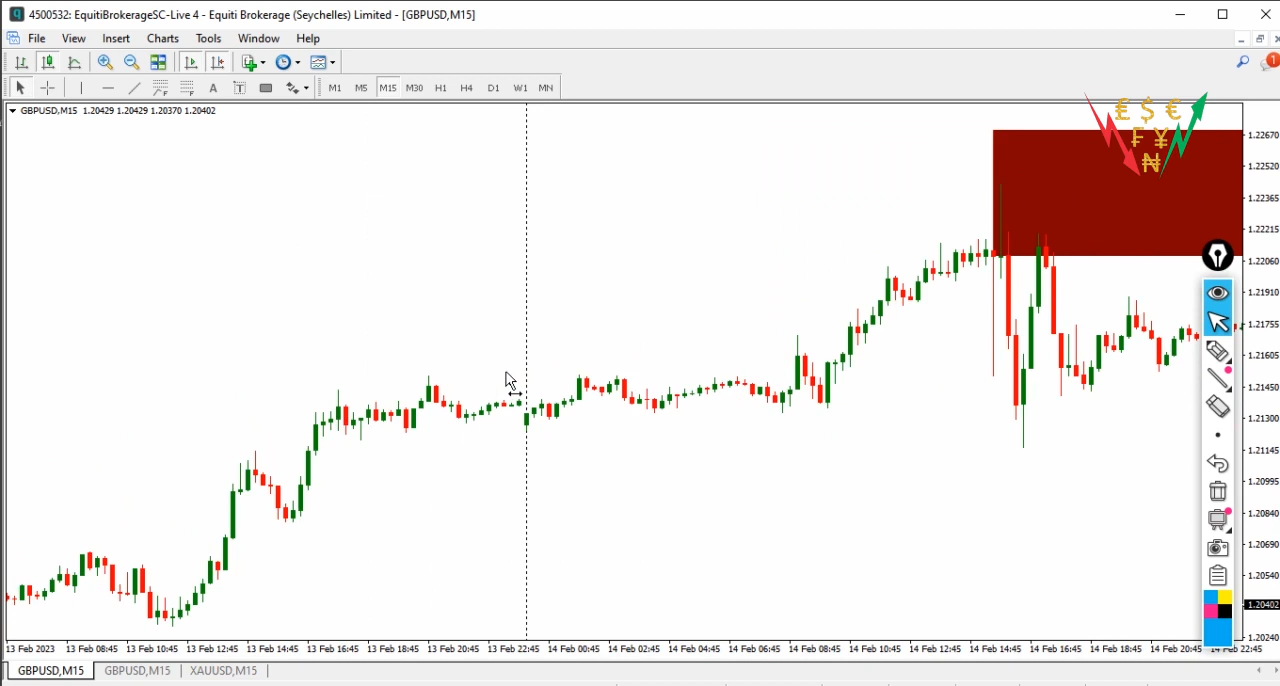 4500532: EquitiBrokerageSC-Live 4 - Equiti Brokerage (Seychelles) Limited - [GBPUSD,M15]
File View Insert Charts Tools Window Help
1
A T M1 M5 M15 M30 H1 H4 D1 W1 MN
GBPUSD,M15 1.20429 1.20429 1.20370 1.20402
£ $ €
₣ ¥
₦
1.22670
1.22520
1.22365
1.22215
1.22060
1.21910
1.21755
1.21605
1.21450
1.21300
1.21145
1.20995
1.20840
1.20690
1.20540
1.20402
1.20240
13 Feb 2023 13 Feb 08:45 13 Feb 10:45 13 Feb 12:45 13 Feb 14:45 13 Feb 16:45 13 Feb 18:45 13 Feb 20:45 13 Feb 22:45 14 Feb 00:45 14 Feb 02:45 14 Feb 04:45 14 Feb 06:45 14 Feb 08:45 14 Feb 10:45 14 Feb 12:45 14 Feb 14:45 14 Feb 16:45 14 Feb 18:45 14 Feb 20:45 14 Feb 22:45
GBPUSD,M15 GBPUSD,M15 XAUUSD,M15